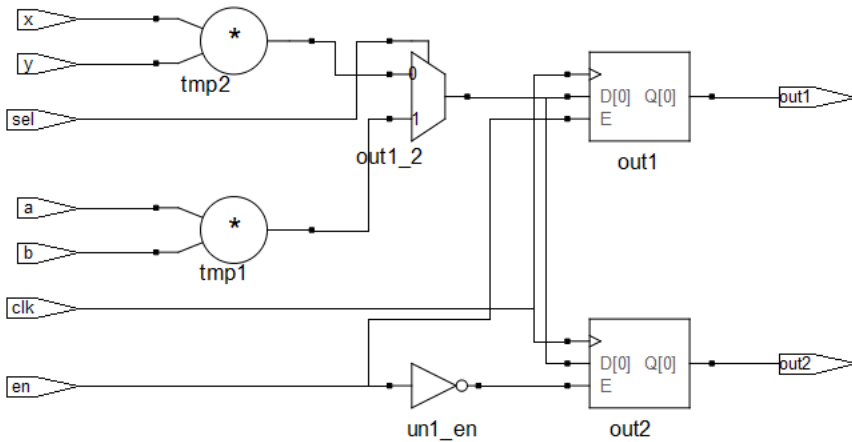 x
*
y
tmp2
0
sel
1
out1_2
D[0] Q[0]
E
out1
out1
a
*
b
tmp1
clk
D[0] Q[0]
out2
en
E
un1_en
out2